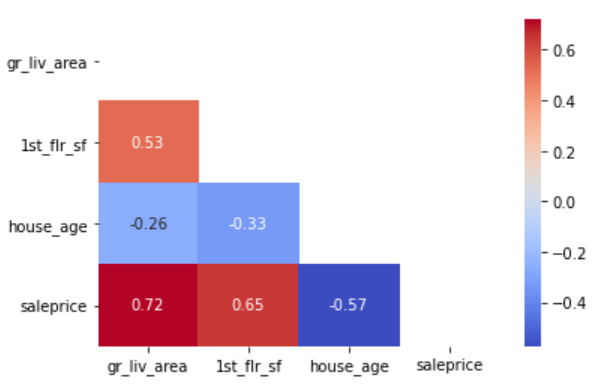 gr_liv_area
1st_flr_sf 0.53
house_age -0.26 -0.33
saleprice 0.72 0.65 -0.57
gr_liv_area 1st_flr_sf house_age saleprice
0.6
0.4
0.2
0.0
−0.2
−0.4